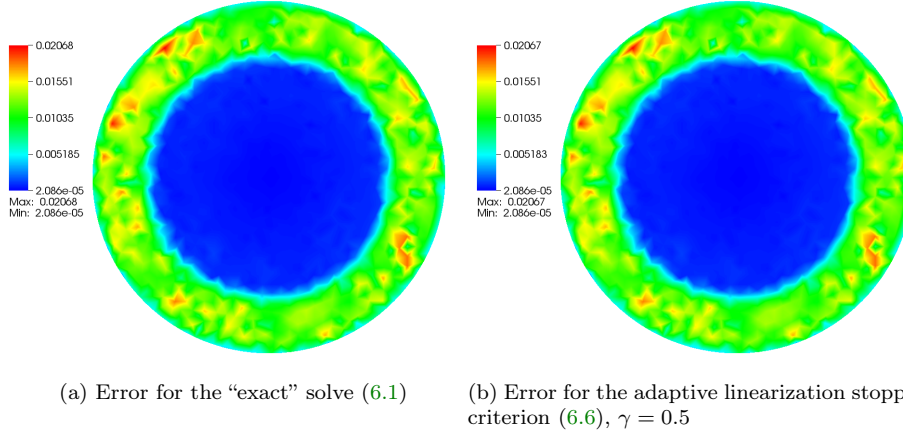 0.02068
0.01551
0.01035
0.005185
2.086e-05
Max: 0.02068
Min: 2.086e-05
0.02067
0.01551
0.01035
0.005183
2.086e-05
Max: 0.02067
Min: 2.086e-05
(a) Error for the “exact” solve (6.1)
(b) Error for the adaptive linearization stopp
criterion (6.6), γ = 0.5